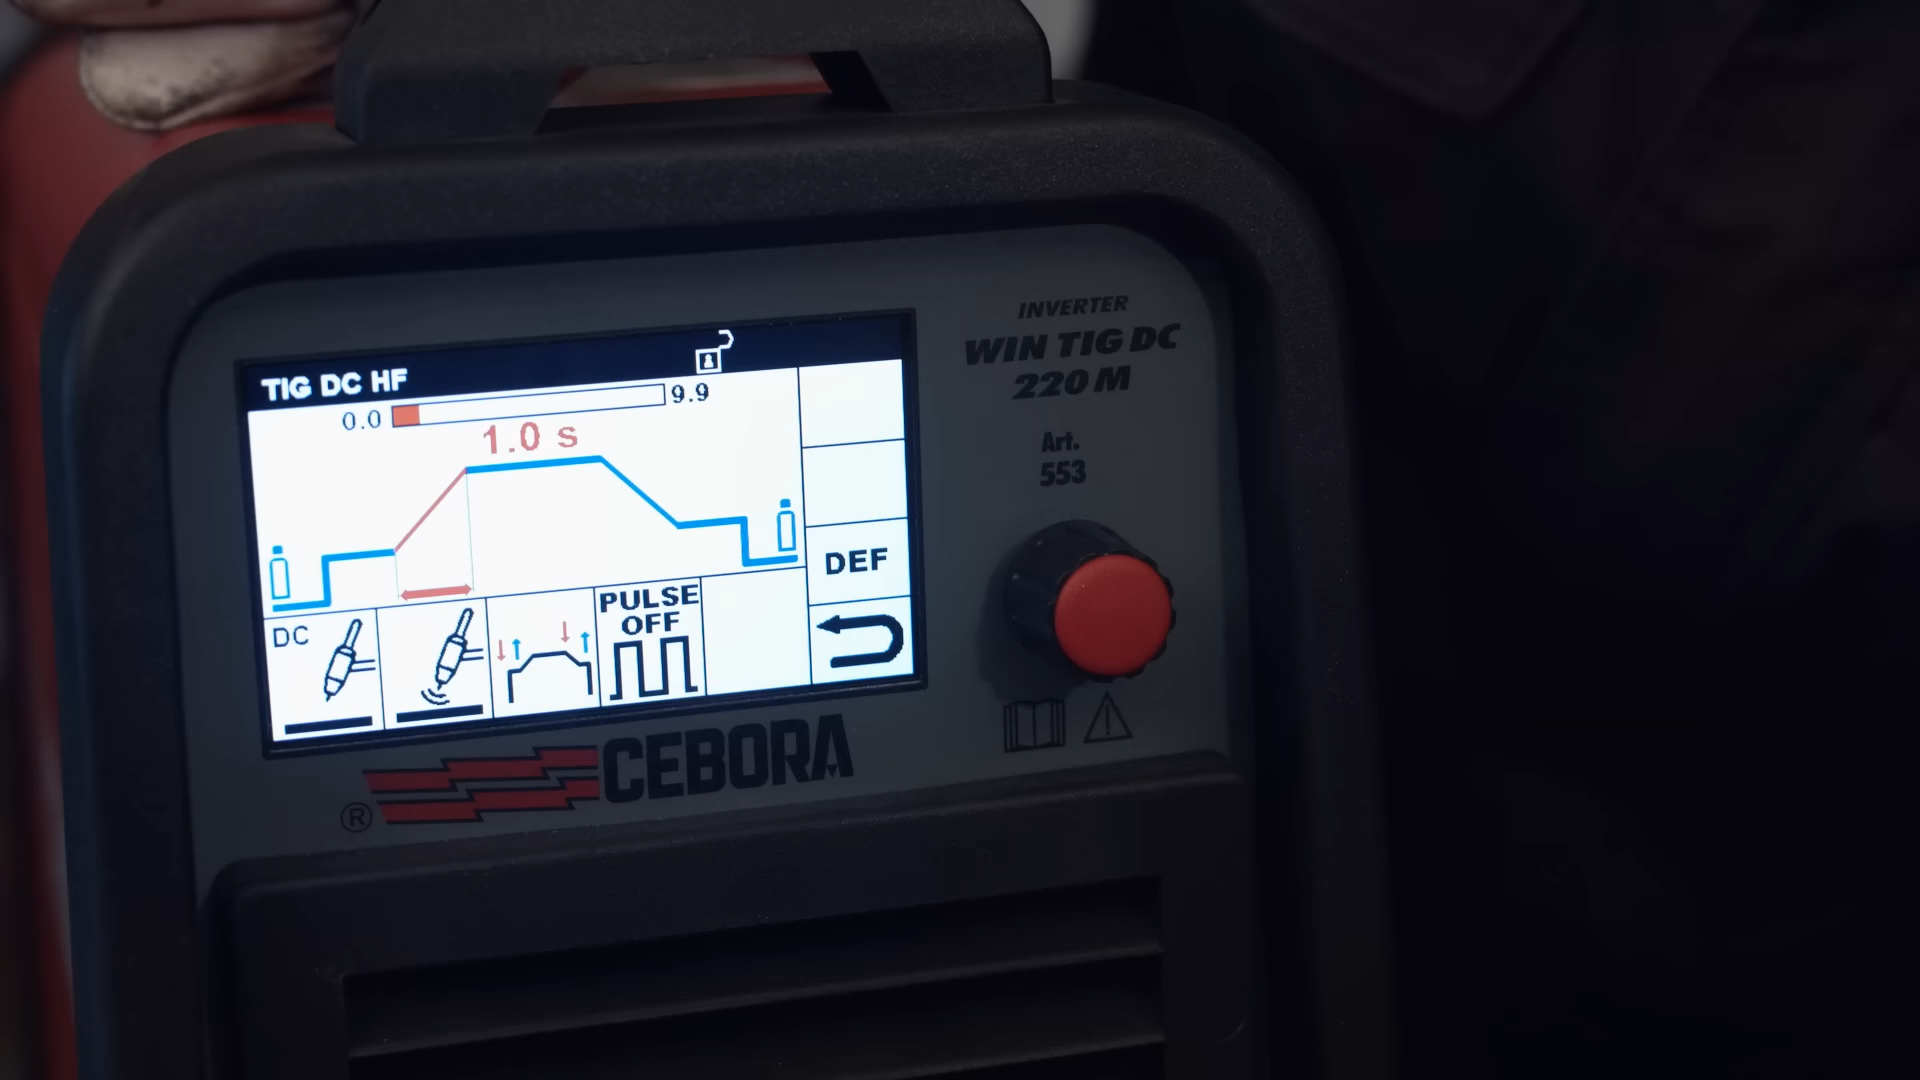 TIG DC HF
0.0
9.9
1.0 s
DEF
DC
PULSE
OFF
INVERTER
WIN TIG DC
220 M
Art.
553
® CEBORA